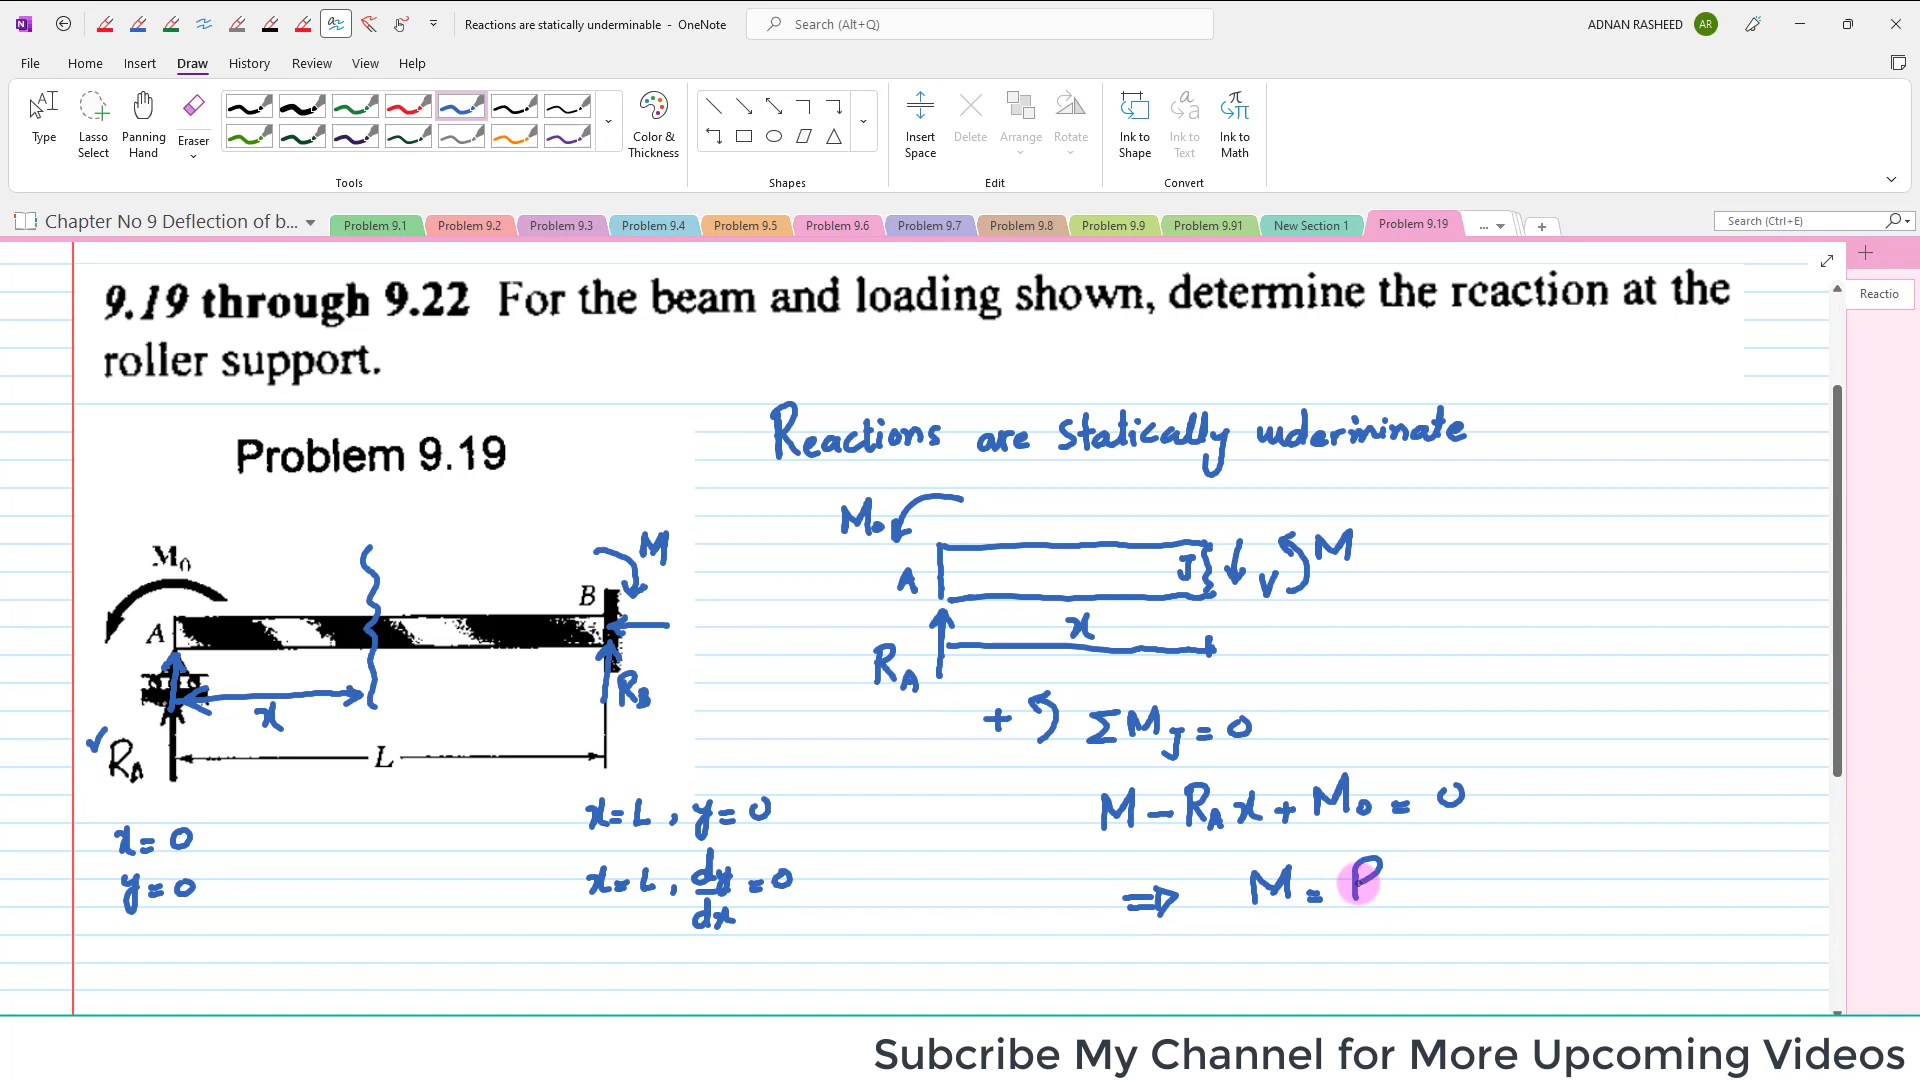 Reactions are statically underminable - OneNote
Search (Alt+Q)
ADNAN RASHEED AR
File Home Insert Draw History Review View Help
Type Lasso Select Panning Hand Eraser Color & Thickness Insert Space Delete Arrange Rotate Ink to Shape Ink to Text Ink to Math
Tools Shapes Edit Convert
Chapter No 9 Deflection of b... Problem 9.1 Problem 9.2 Problem 9.3 Problem 9.4 Problem 9.5 Problem 9.6 Problem 9.7 Problem 9.8 Problem 9.9 Problem 9.91 New Section 1 Problem 9.19 ... Search (Ctrl+E)
Reactio
9.19 through 9.22 For the beam and loading shown, determine the reaction at the
roller support.
Problem 9.19
M₀
A
B
M
R_B
x
R_A
L
x = 0
y = 0
x = L , y = 0
x = L , dy/dx = 0
Reactions are statically underminate
M₀
A
J
V
M
x
R_A
+ ΣM_J = 0
M - R_A x + M₀ = 0
⇒ M = P
Subcribe My Channel for More Upcoming Videos